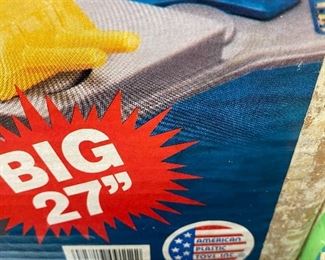 BIG
27”
AMERICAN
PLASTIC
TOYS, INC.